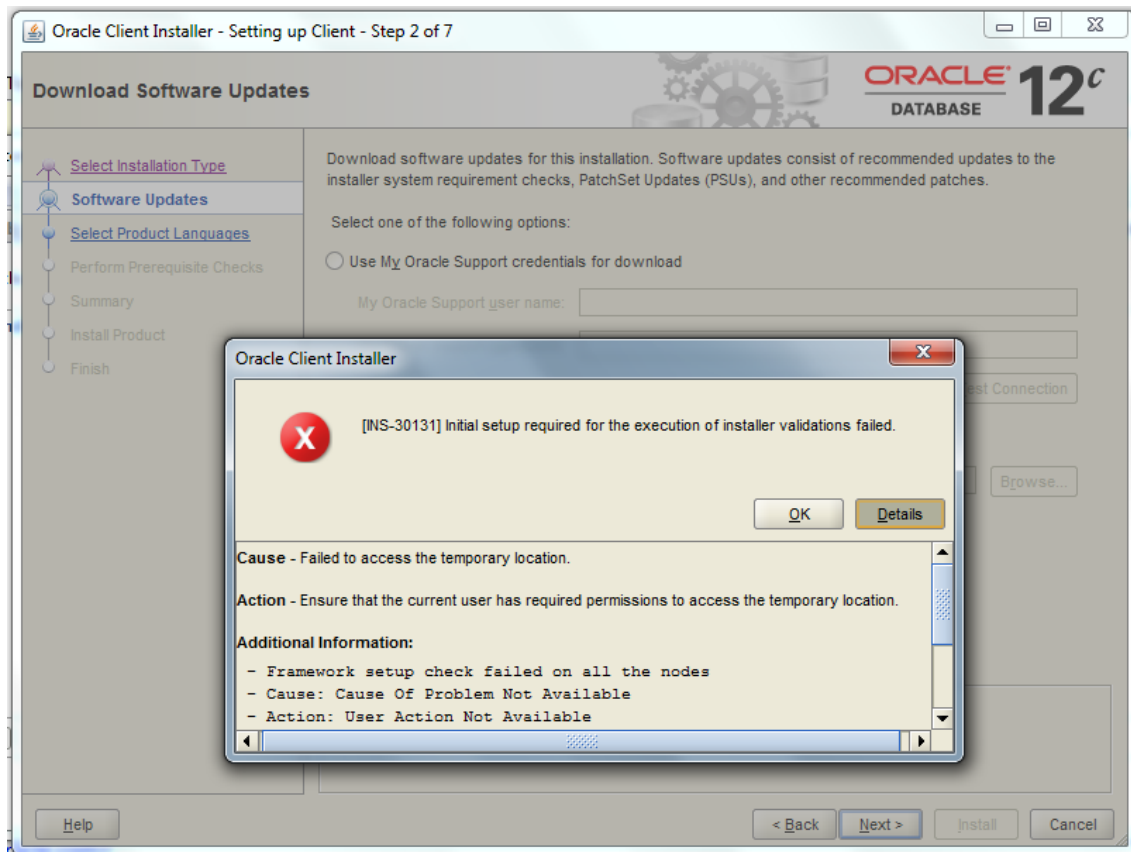 Oracle Client Installer - Setting up Client - Step 2 of 7
Download Software Updates
ORACLE
DATABASE
12c
Select Installation Type
Software Updates
Select Product Languages
Perform Prerequisite Checks
Summary
Install Product
Finish
Download software updates for this installation. Software updates consist of recommended updates to the
installer system requirement checks, PatchSet Updates (PSUs), and other recommended patches.
Select one of the following options:
Use My Oracle Support credentials for download
My Oracle Support user name:
Connection
Browse...
Oracle Client Installer
[INS-30131] Initial setup required for the execution of installer validations failed.
OK
Details
Cause - Failed to access the temporary location.
Action - Ensure that the current user has required permissions to access the temporary location.
Additional Information:
- Framework setup check failed on all the nodes
- Cause: Cause Of Problem Not Available
- Action: User Action Not Available
Help
< Back
Next >
Install
Cancel